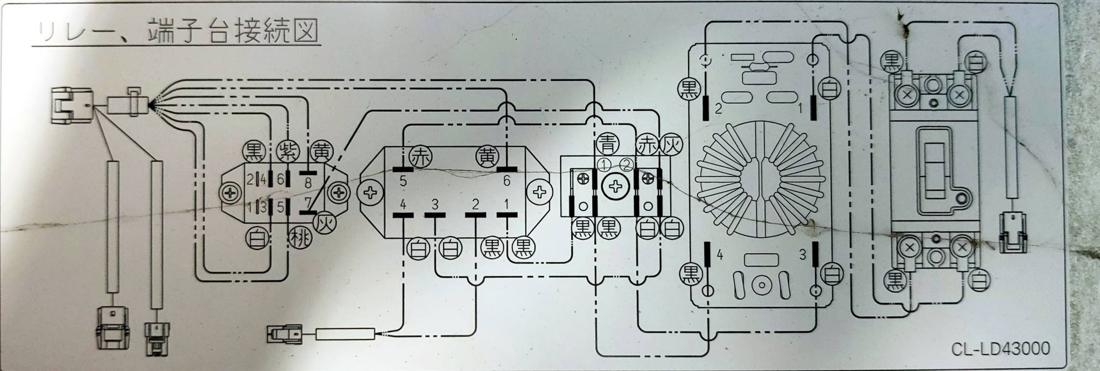 リレー、端子台接続図
黒 白
黒 白
2 1
青 赤 灰
① ②
黒 紫 黄
赤 黄
2 4 6 8
5 6
1 3 5 7
4 3 2 1
白 桃 灰
白 白 黒 黒
黒 黒 白 白
4 3
黒 白
黒 白
CL-LD43000